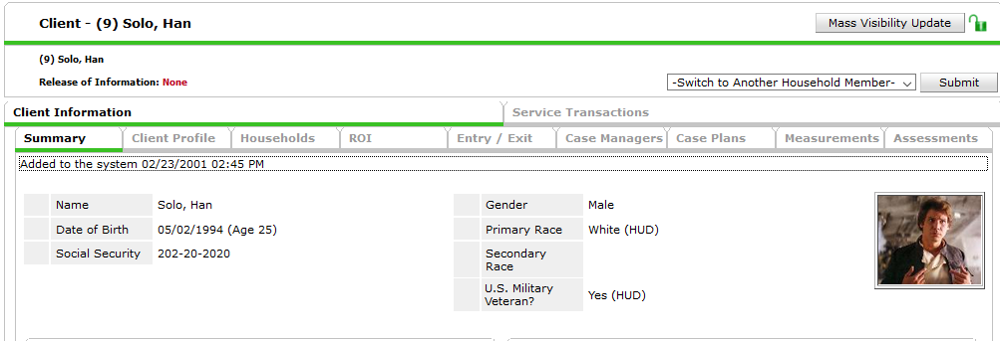 Client - (9) Solo, Han
Mass Visibility Update
(9) Solo, Han
Release of Information: None
-Switch to Another Household Member-
Submit
Client Information
Service Transactions
Summary
Client Profile
Households
ROI
Entry / Exit
Case Managers
Case Plans
Measurements
Assessments
Added to the system 02/23/2001 02:45 PM
Name
Solo, Han
Gender
Male
Date of Birth
05/02/1994 (Age 25)
Primary Race
White (HUD)
Social Security
202-20-2020
Secondary
Race
U.S. Military
Veteran?
Yes (HUD)